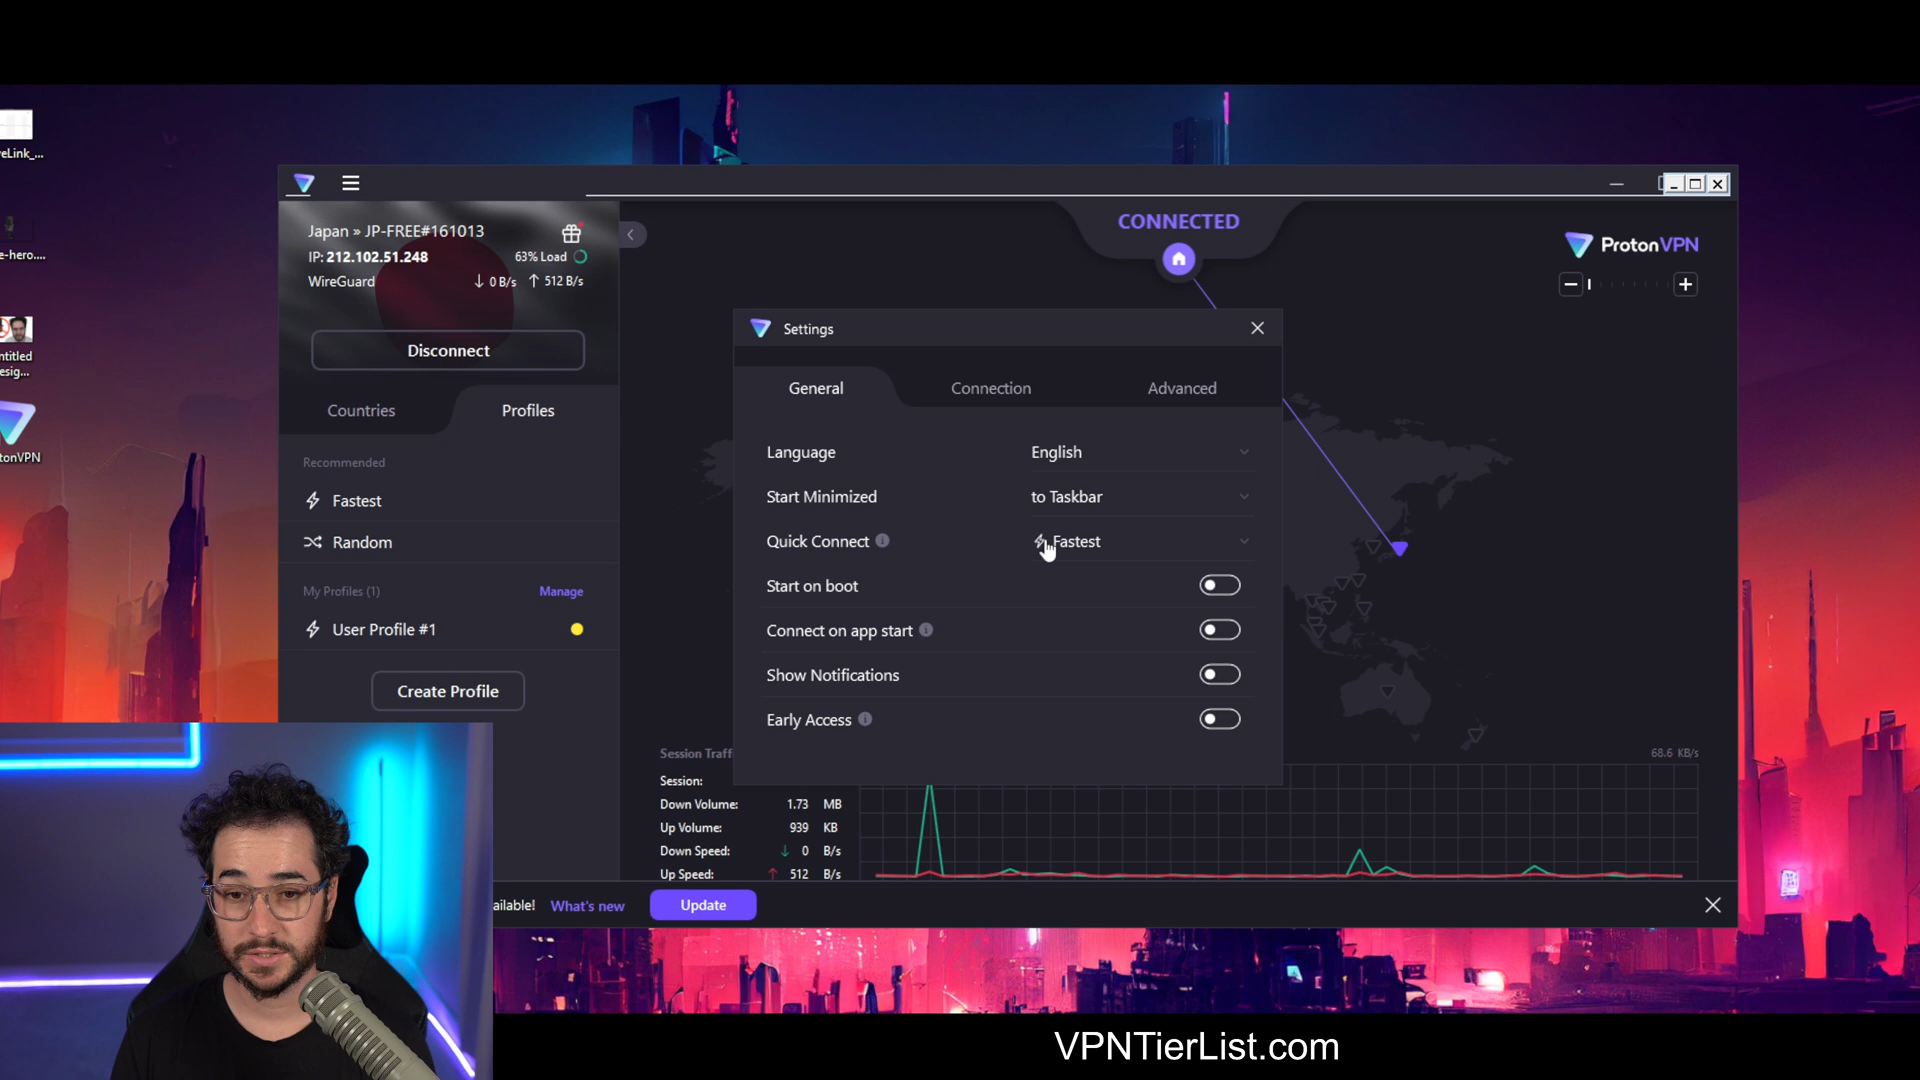 eLink_...
e-hero....
ntitled
esig...
tonVPN
Japan » JP-FREE#161013
IP: 212.102.51.248
63% Load
WireGuard
↓ 0 B/s ↑ 512 B/s
Disconnect
Countries
Profiles
Recommended
Fastest
Random
My Profiles (1)
Manage
User Profile #1
Create Profile
CONNECTED
ProtonVPN
Settings
General
Connection
Advanced
Language
English
Start Minimized
to Taskbar
Quick Connect
Fastest
Start on boot
Connect on app start
Show Notifications
Early Access
Session Traff
68.6 KB/s
Session:
Down Volume: 1.73 MB
Up Volume: 939 KB
Down Speed: ↓ 0 B/s
Up Speed: ↑ 512 B/s
ailable!
What's new
Update
VPNTierList.com